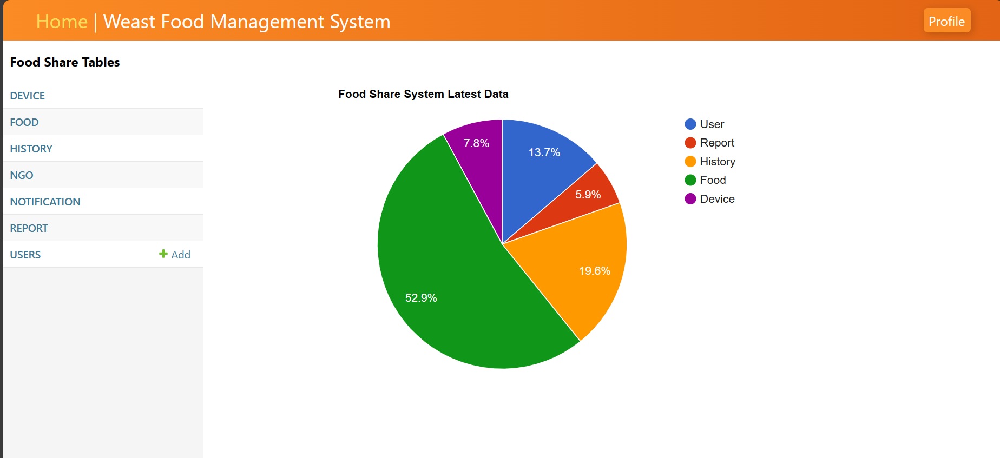 Home | Weast Food Management System
Profile
Food Share Tables
DEVICE
FOOD
HISTORY
NGO
NOTIFICATION
REPORT
USERS + Add
Food Share System Latest Data
7.8%
13.7%
5.9%
19.6%
52.9%
User
Report
History
Food
Device